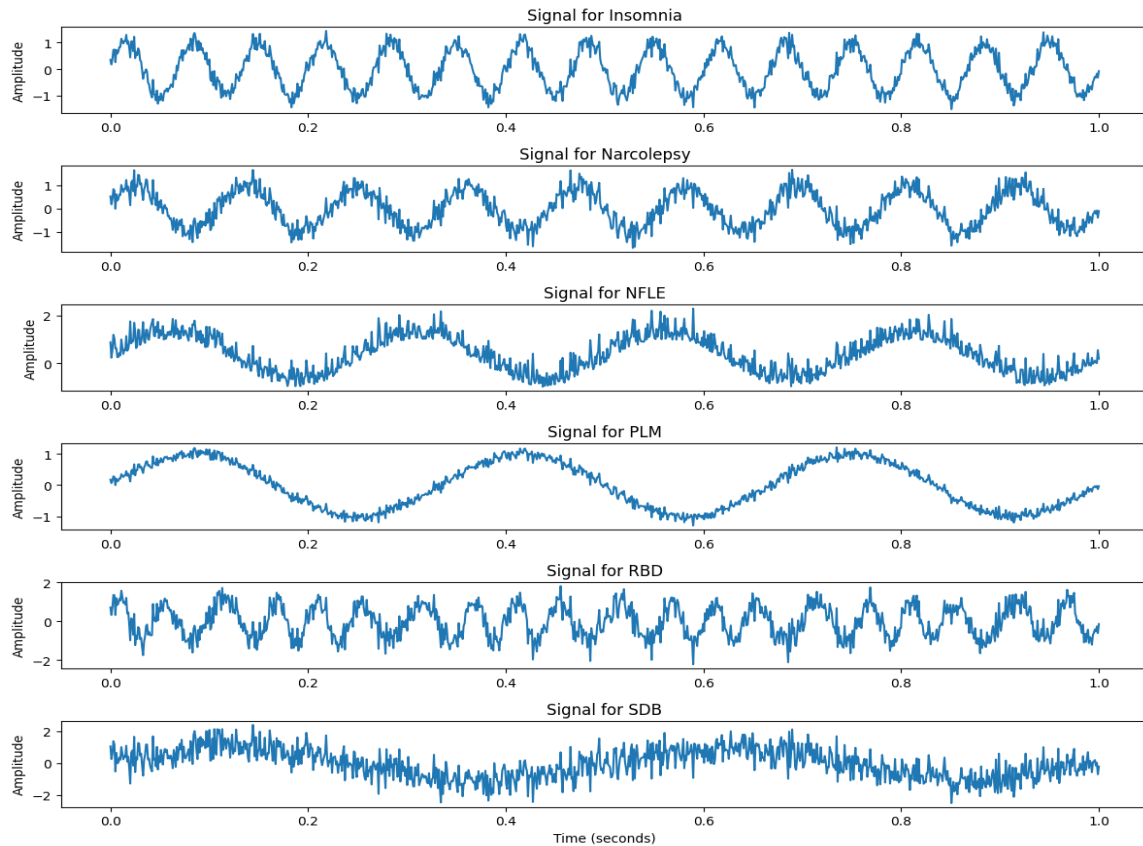 Signal for Insomnia
Amplitude
1
0
−1
0.0 0.2 0.4 0.6 0.8 1.0
Signal for Narcolepsy
Amplitude
1
0
−1
0.0 0.2 0.4 0.6 0.8 1.0
Signal for NFLE
Amplitude
2
0
0.0 0.2 0.4 0.6 0.8 1.0
Signal for PLM
Amplitude
1
0
−1
0.0 0.2 0.4 0.6 0.8 1.0
Signal for RBD
Amplitude
2
0
−2
0.0 0.2 0.4 0.6 0.8 1.0
Signal for SDB
Amplitude
2
0
−2
0.0 0.2 0.4 0.6 0.8 1.0
Time (seconds)